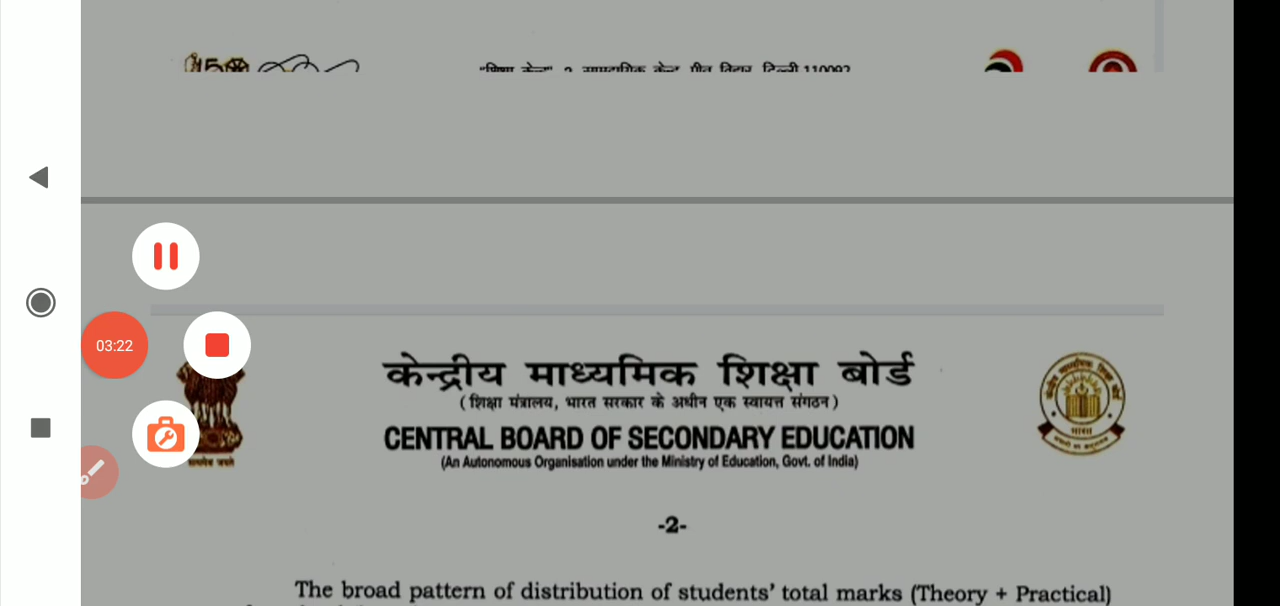 110092
03:22
केन्द्रीय माध्यमिक शिक्षा बोर्ड
(शिक्षा मंत्रालय, भारत सरकार के अधीन एक स्वायत्त संगठन)
CENTRAL BOARD OF SECONDARY EDUCATION
(An Autonomous Organisation under the Ministry of Education, Govt. of India)
भारत
-2-
The broad pattern of distribution of students' total marks (Theory + Practical)